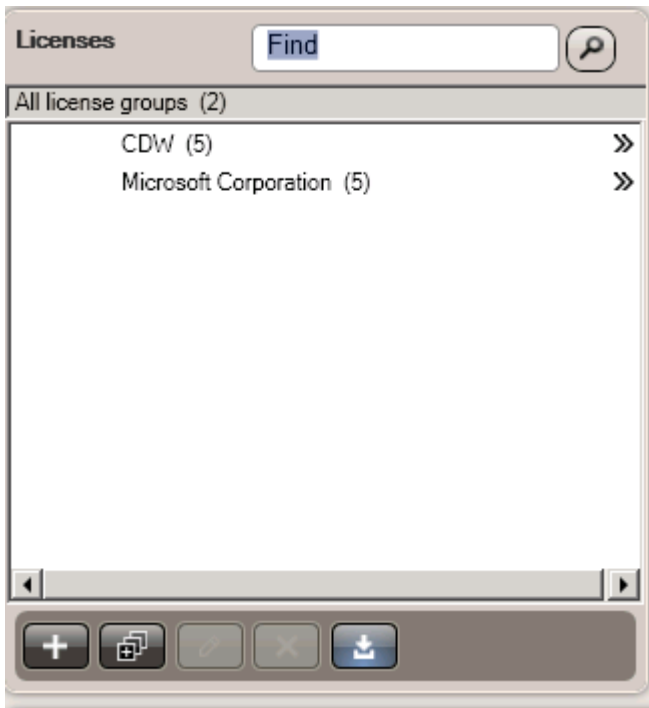 Licenses
Find
All license groups (2)
CDW (5)
Microsoft Corporation (5)